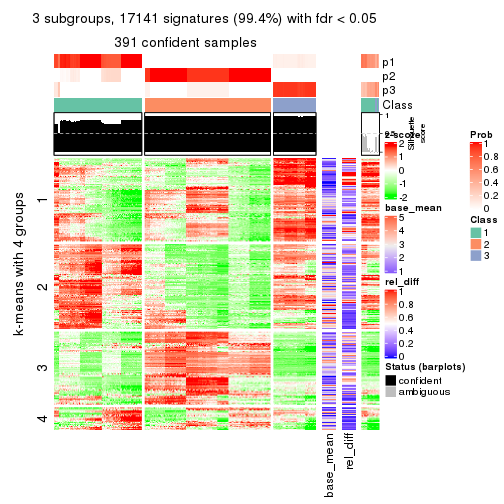 3 subgroups, 17141 signatures (99.4%) with fdr < 0.05
391 confident samples
p1
p2
p3
Class
1
0.5
Silhouette
score
k-means with 4 groups
1
2
3
4
base_mean
rel_diff
z-score
2
1
0
-1
-2
base_mean
5
4
3
2
1
rel_diff
1
0.8
0.6
0.4
0.2
0
Status (barplots)
confident
ambiguous
Prob
1
0.8
0.6
0.4
0.2
0
Class
1
2
3